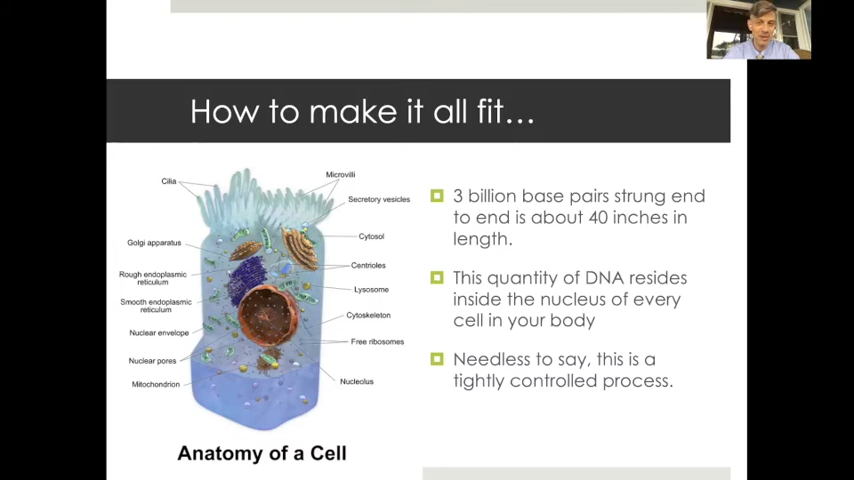 How to make it all fit...
Cilia
Microvilli
Secretory vesicles
Golgi apparatus
Cytosol
Centrioles
Rough endoplasmic
reticulum
Lysosome
Smooth endoplasmic
reticulum
Cytoskeleton
Nuclear envelope
Free ribosomes
Nuclear pores
Mitochondrion
Nucleolus
Anatomy of a Cell
3 billion base pairs strung end
to end is about 40 inches in
length.
This quantity of DNA resides
inside the nucleus of every
cell in your body
Needless to say, this is a
tightly controlled process.